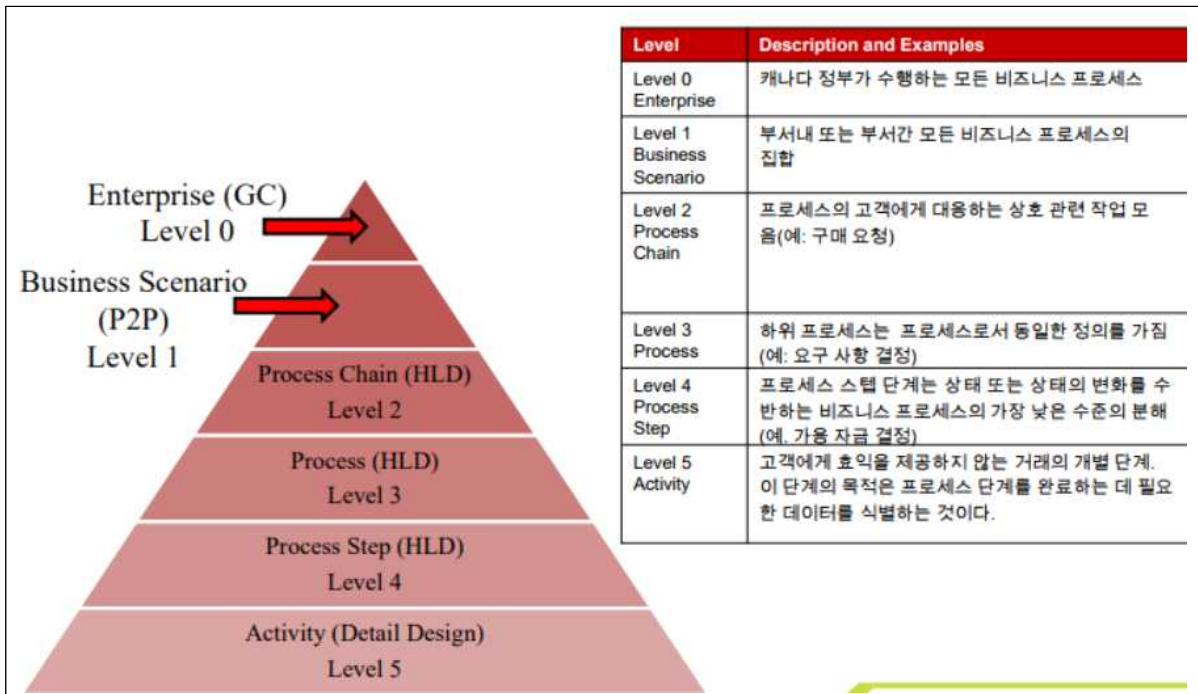 Enterprise (GC)
Level 0
Business Scenario
(P2P)
Level 1
Process Chain (HLD)
Level 2
Process (HLD)
Level 3
Process Step (HLD)
Level 4
Activity (Detail Design)
Level 5
Level
Description and Examples
Level 0
Enterprise
캐나다 정부가 수행하는 모든 비즈니스 프로세스
Level 1
Business
Scenario
부서내 또는 부서간 모든 비즈니스 프로세스의
집합
Level 2
Process
Chain
프로세스의 고객에게 대응하는 상호 관련 작업 모
음(예: 구매 요청)
Level 3
Process
하위 프로세스는 프로세스로서 동일한 정의를 가짐
(예: 요구 사항 결정)
Level 4
Process
Step
프로세스 스텝 단계는 상태 또는 상태의 변화를 수
반하는 비즈니스 프로세스의 가장 낮은 수준의 분해
(예, 가용 자금 결정)
Level 5
Activity
고객에게 효익을 제공하지 않는 거래의 개별 단계.
이 단계의 목적은 프로세스 단계를 완료하는 데 필요
한 데이터를 식별하는 것이다.